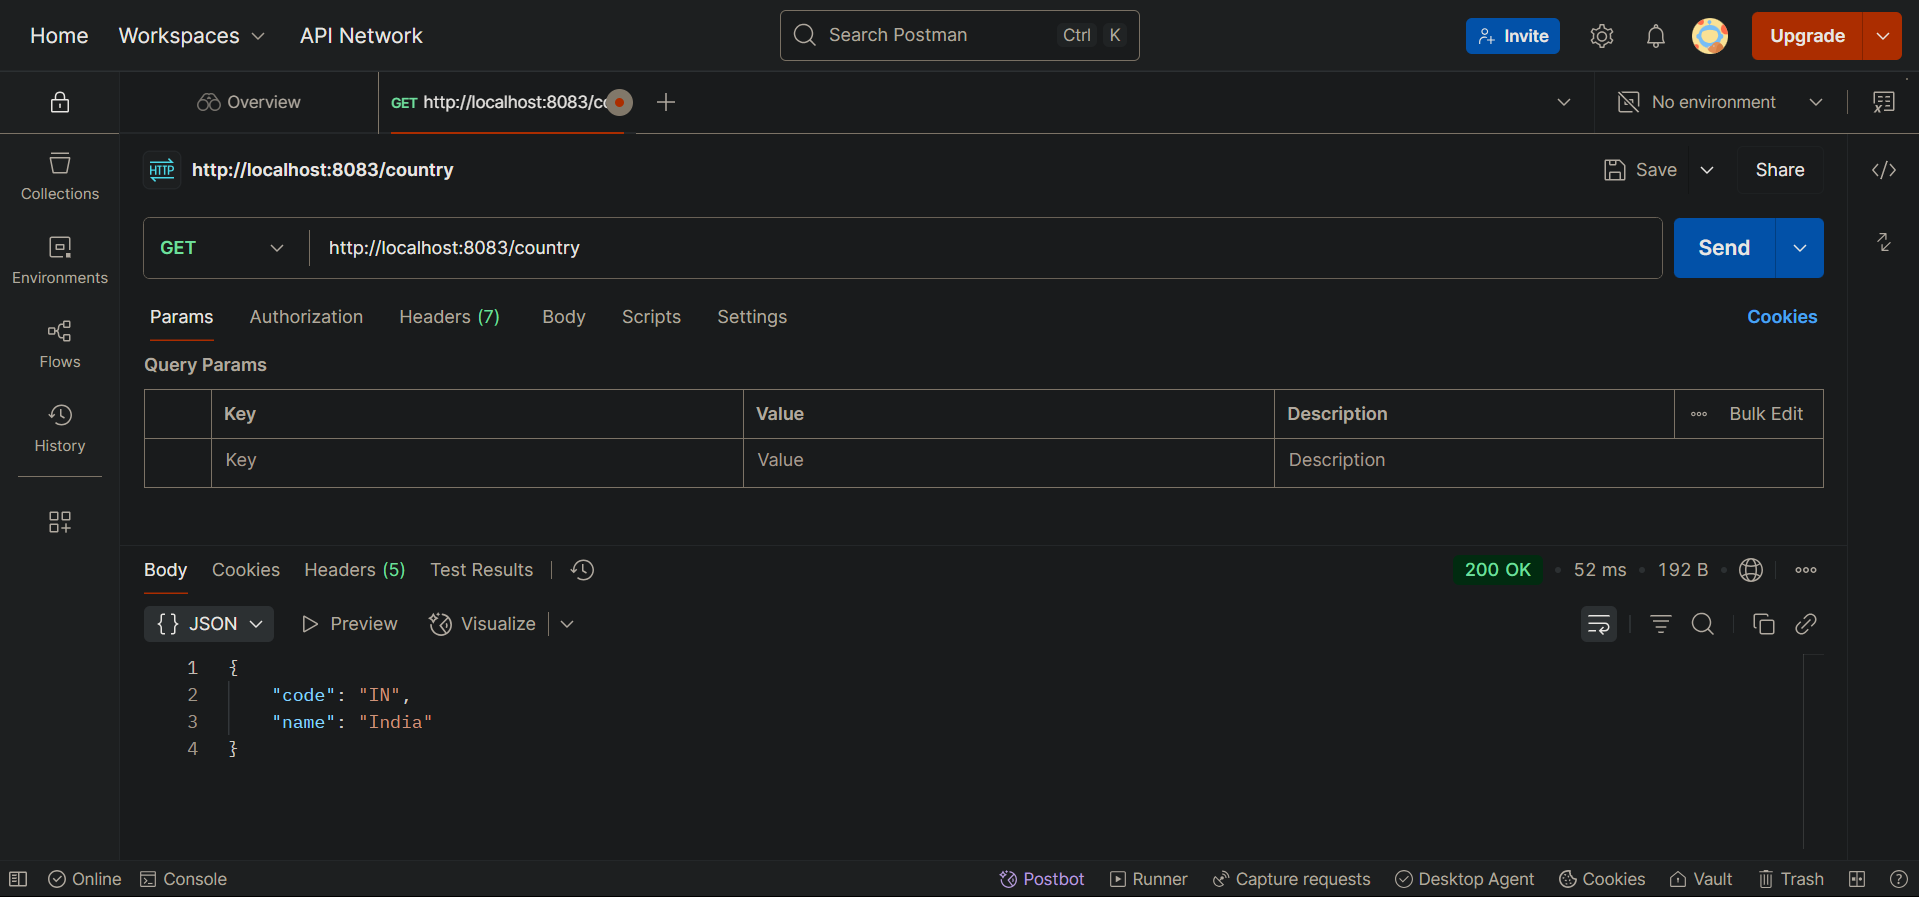 Home Workspaces API Network Search Postman Ctrl K Invite Upgrade
Overview GET http://localhost:8083/co No environment
HTTP http://localhost:8083/country Save Share
Collections
GET http://localhost:8083/country Send
Environments
Params Authorization Headers (7) Body Scripts Settings Cookies
Flows
Query Params
Key Value Description Bulk Edit
History
Key Value Description
Body Cookies Headers (5) Test Results 200 OK 52 ms 192 B
{} JSON Preview Visualize
1 {
2 "code": "IN",
3 "name": "India"
4 }
Online Console Postbot Runner Capture requests Desktop Agent Cookies Vault Trash